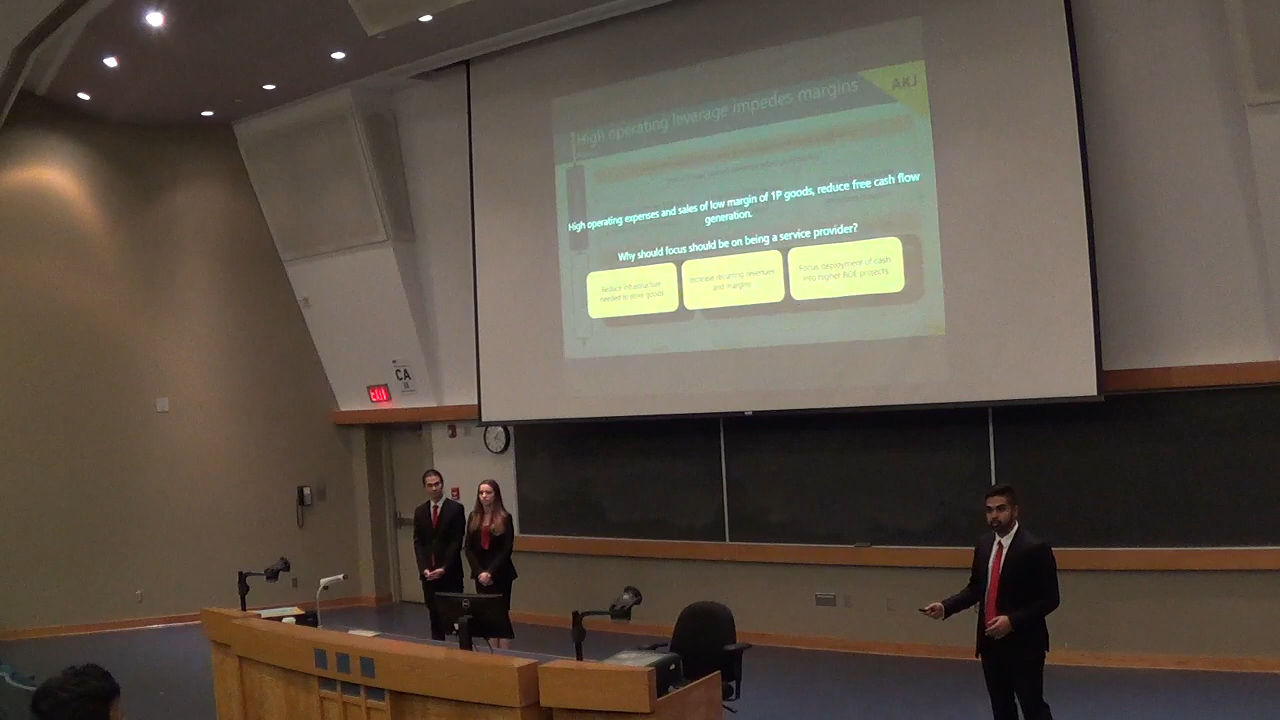 High operating leverage impedes margins
AKJ
High operating expenses and sales of low margin of 1P goods, reduce free cash flow
generation.
Why should focus should be on being a service provider?
Reduce infrastructure
needed to store goods
Increase recurring revenues
and margins
Focus deployment of cash
into higher ROE projects
EXIT
CA